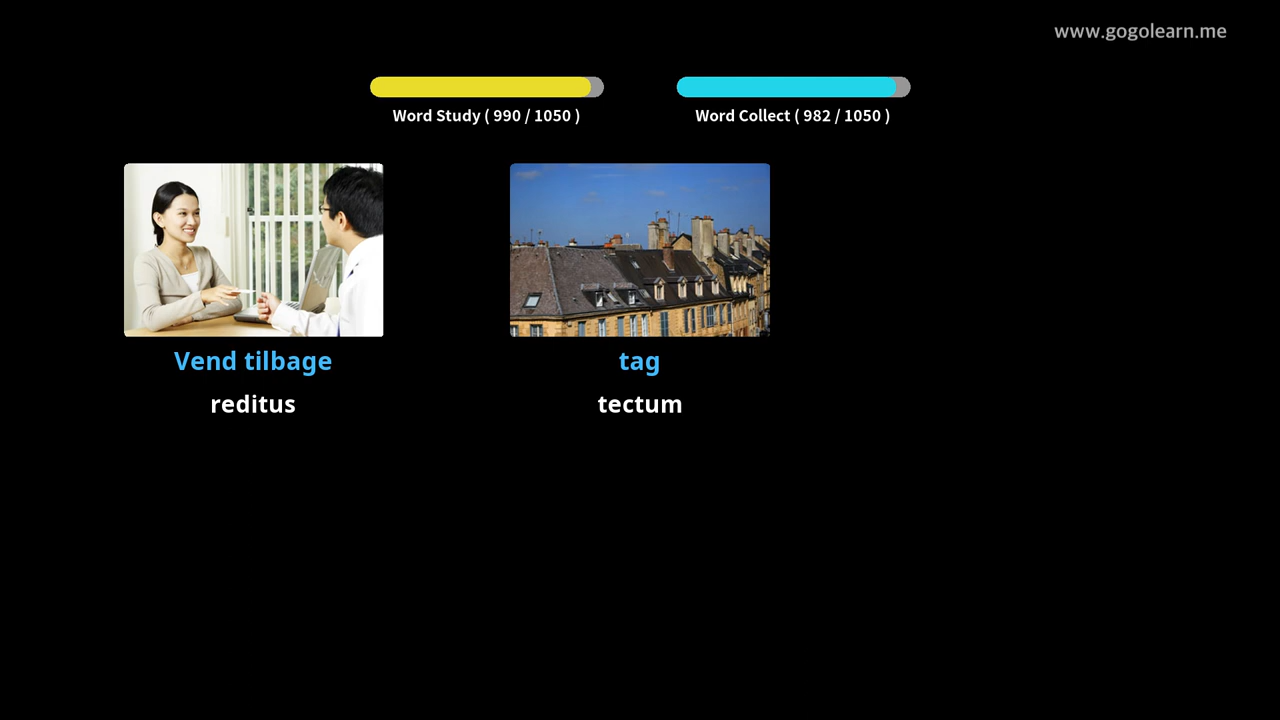 www.gogolearn.me
Word Study ( 990 / 1050 )
Word Collect ( 982 / 1050 )
Vend tilbage
reditus
tag
tectum